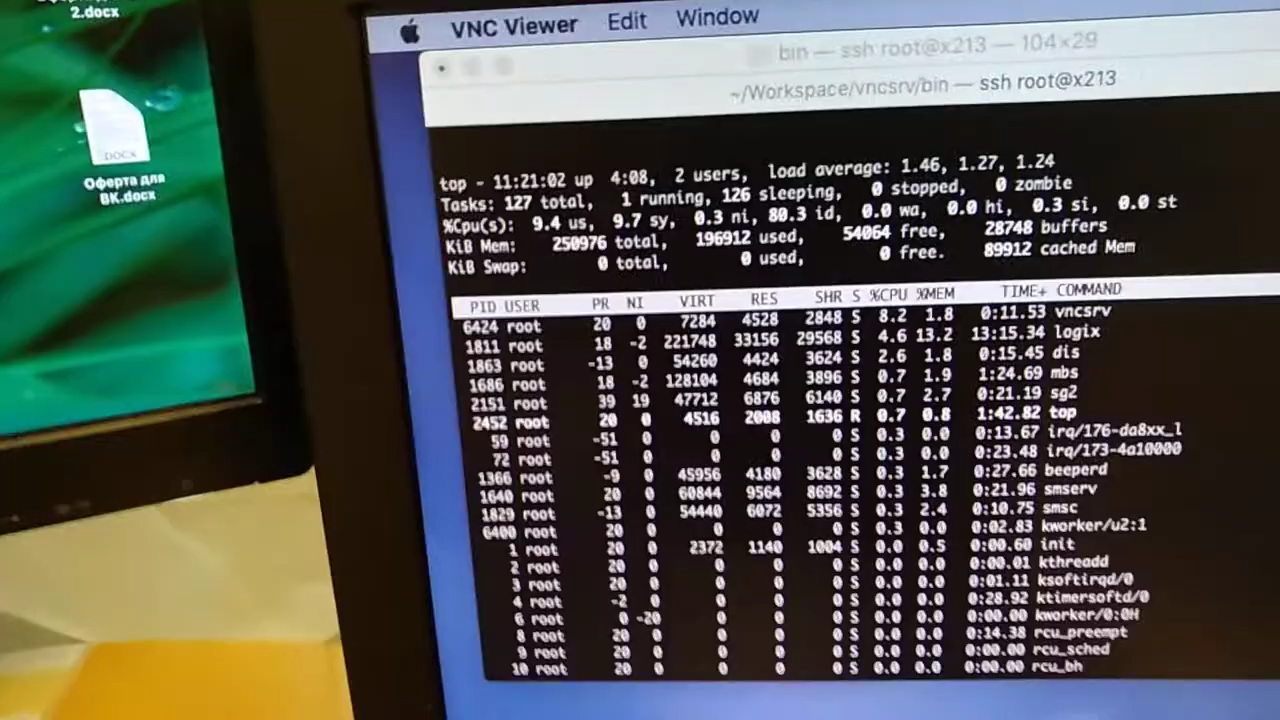 2.docx
DOCX
Оферта для
ВК.docx
VNC Viewer Edit Window
bin — ssh root@x213 — 104×29
~/Workspace/vncsrv/bin — ssh root@x213
top - 11:21:02 up 4:08, 2 users, load average: 1.46, 1.27, 1.24
Tasks: 127 total, 1 running, 126 sleeping, 0 stopped, 0 zombie
%Cpu(s): 9.4 us, 9.7 sy, 0.3 ni, 80.3 id, 0.0 wa, 0.0 hi, 0.3 si, 0.0 st
KiB Mem: 250976 total, 196912 used, 54064 free, 28748 buffers
KiB Swap: 0 total, 0 used, 0 free. 89912 cached Mem
PID USER PR NI VIRT RES SHR S %CPU %MEM TIME+ COMMAND
6424 root 20 0 7284 4528 2848 S 8.2 1.8 0:11.53 vncsrv
1811 root 18 -2 221748 33156 29568 S 4.6 13.2 13:15.34 logix
1863 root -13 0 54260 4424 3624 S 2.6 1.8 0:15.45 dis
1686 root 18 -2 128104 4684 3896 S 0.7 1.9 1:24.69 mbs
2151 root 39 19 47712 6876 6140 S 0.7 2.7 0:21.19 sg2
2452 root 20 0 4516 2008 1636 R 0.7 0.8 1:42.82 top
59 root -51 0 0 0 0 S 0.3 0.0 0:13.67 irq/176-da8xx_l
72 root -51 0 0 0 0 S 0.3 0.0 0:23.48 irq/173-4a10000
1366 root -9 0 45956 4180 3628 S 0.3 1.7 0:27.66 beeperd
1640 root 20 0 60844 9564 8692 S 0.3 3.8 0:21.96 smserv
1829 root -13 0 54440 6072 5356 S 0.3 2.4 0:10.75 smsc
6400 root 20 0 0 0 0 S 0.3 0.0 0:02.83 kworker/u2:1
1 root 20 0 2372 1140 1004 S 0.0 0.5 0:00.60 init
2 root 20 0 0 0 0 S 0.0 0.0 0:00.01 kthreadd
3 root 20 0 0 0 0 S 0.0 0.0 0:01.11 ksoftirqd/0
4 root -2 0 0 0 0 S 0.0 0.0 0:28.92 ktimersoftd/0
6 root 0 -20 0 0 0 S 0.0 0.0 0:00.00 kworker/0:0H
8 root 20 0 0 0 0 S 0.0 0.0 0:14.38 rcu_preempt
9 root 20 0 0 0 0 S 0.0 0.0 0:00.00 rcu_sched
10 root 20 0 0 0 0 S 0.0 0.0 0:00.00 rcu_bh